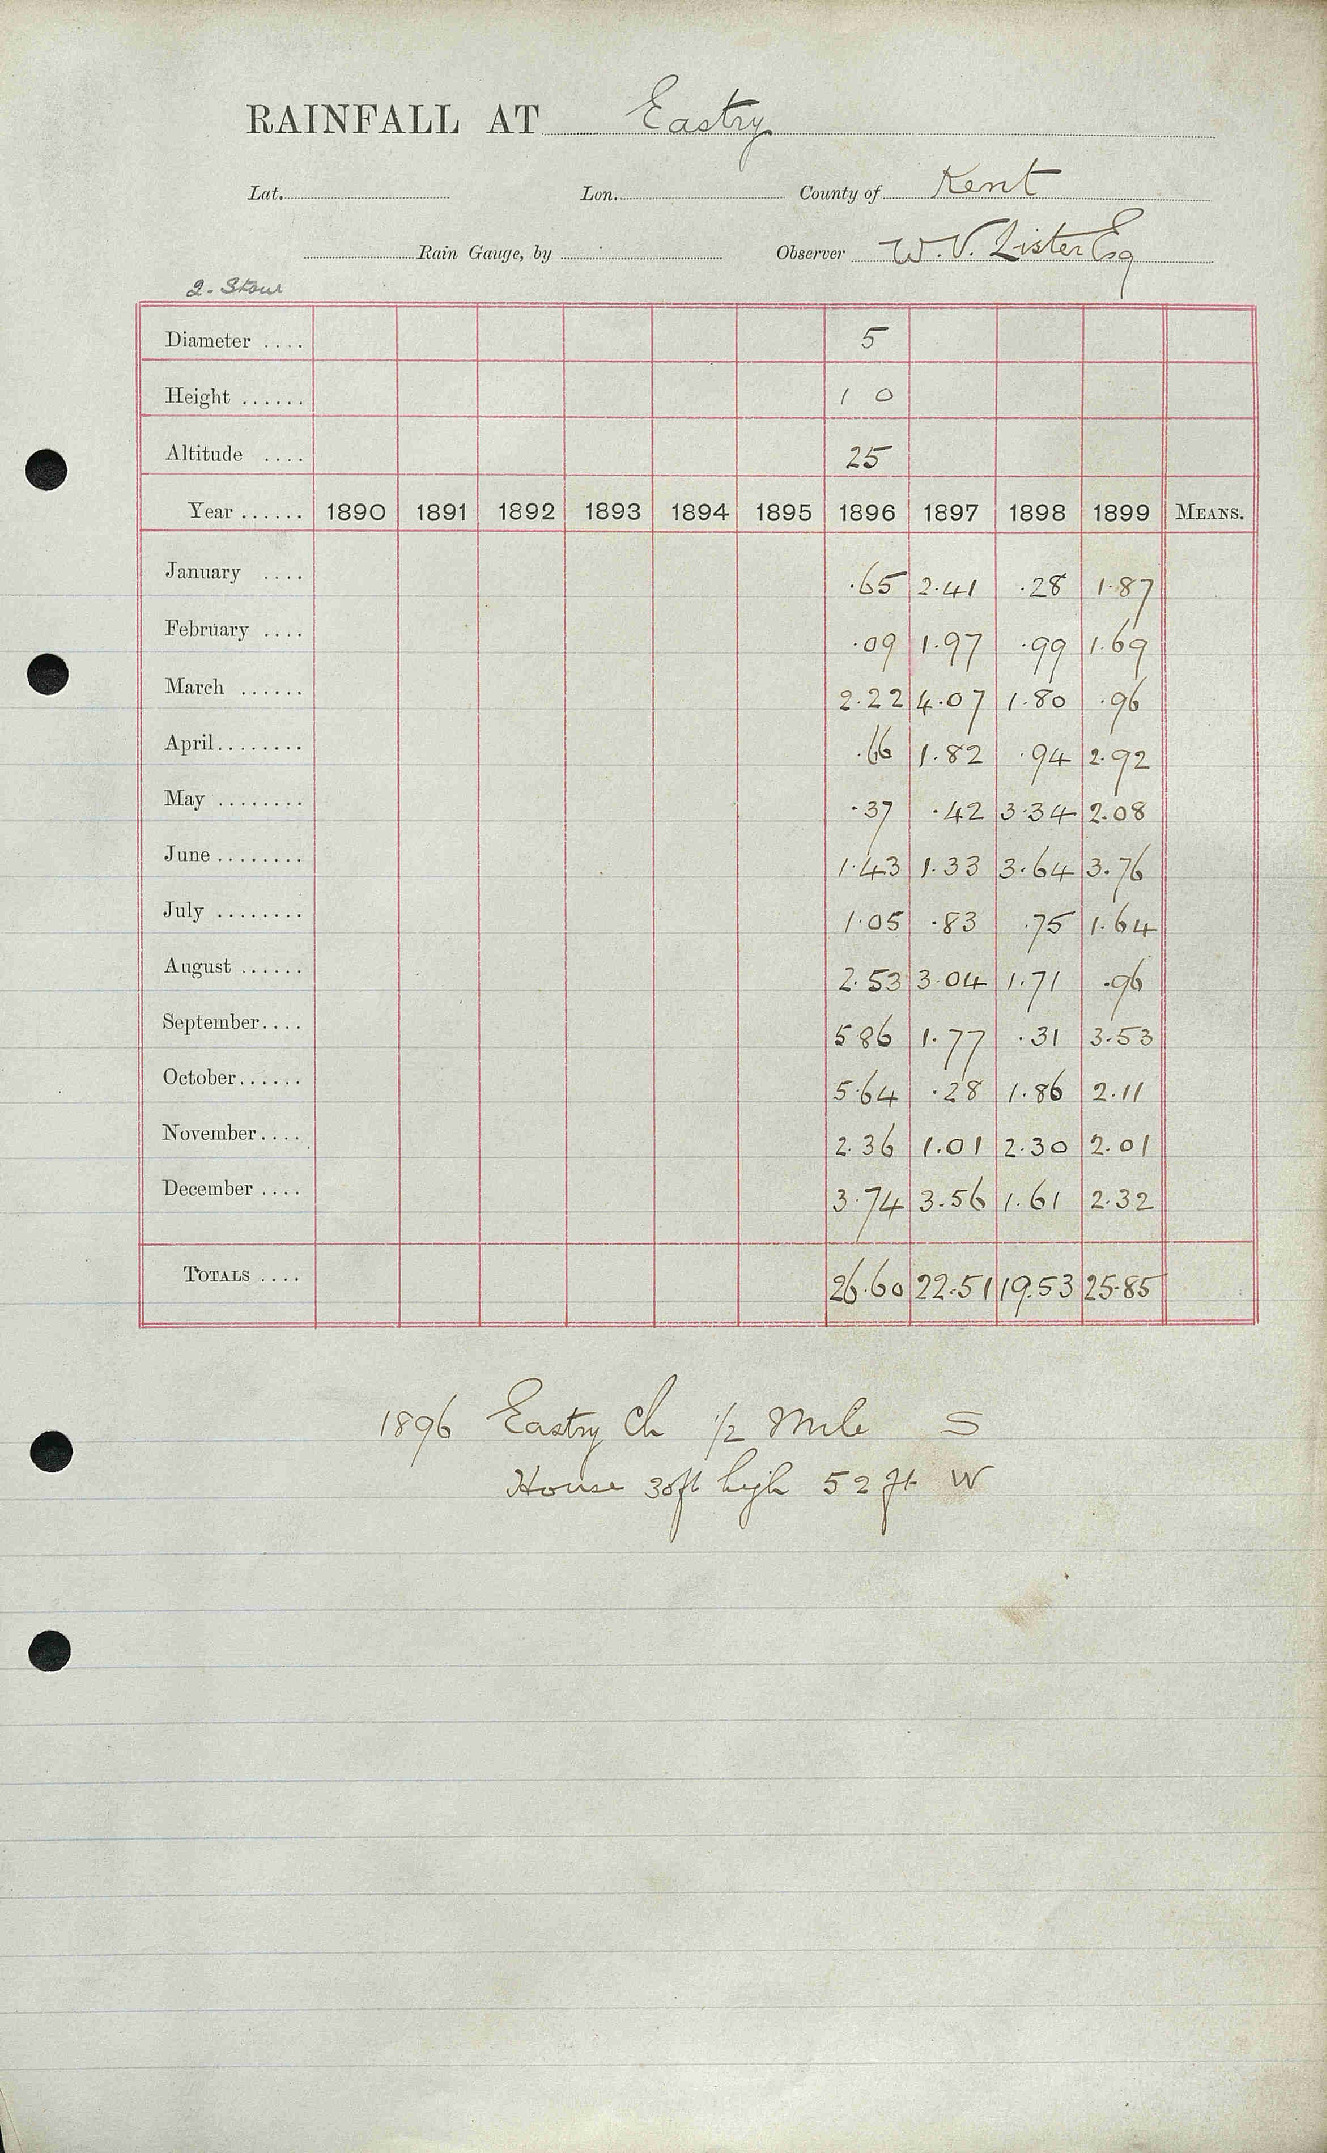 RAINFALL AT Eastry
Lat. Lon. County of Kent
Rain Gauge, by Observer W. V. Lister Esq
2. Stour
Diameter .... 5
Height ...... 1 0
Altitude .... 25
Year ...... 1890 1891 1892 1893 1894 1895 1896 1897 1898 1899 MEANS.
January .... .65 2.41 .28 1.87
February .... .09 1.97 .99 1.69
March ...... 2.22 4.07 1.80 .96
April........ .66 1.82 .94 2.92
May ........ .37 .42 3.34 2.08
June........ 1.43 1.33 3.64 3.76
July ........ 1.05 .83 .75 1.64
August ...... 2.53 3.04 1.71 .96
September.... 5 86 1.77 .31 3.53
October...... 5.64 .28 1.86 2.11
November.... 2.36 1.01 2.30 2.01
December .... 3.74 3.56 1.61 2.32
TOTALS .... 26.60 22.51 19.53 25.85
1896 Eastry Ch 1/2 Mile S
House 30ft high 52 ft W